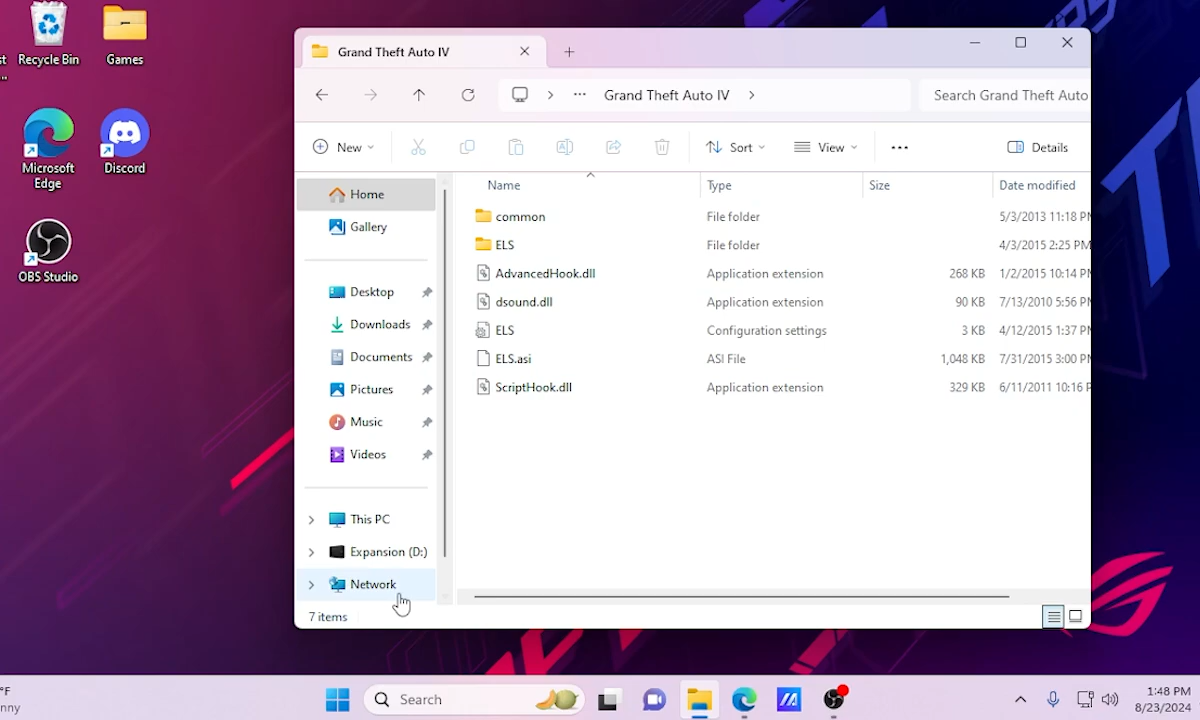 Recycle Bin
Games
Microsoft Edge
Discord
OBS Studio
Grand Theft Auto IV
Grand Theft Auto IV
Search Grand Theft Auto
New
Sort
View
Details
Home
Gallery
Desktop
Downloads
Documents
Pictures
Music
Videos
This PC
Expansion (D:)
Network
Name Type Size Date modified
common File folder 5/3/2013 11:18 PM
ELS File folder 4/3/2015 2:25 PM
AdvancedHook.dll Application extension 268 KB 1/2/2015 10:14 PM
dsound.dll Application extension 90 KB 7/13/2010 5:56 PM
ELS Configuration settings 3 KB 4/12/2015 1:37 PM
ELS.asi ASI File 1,048 KB 7/31/2015 3:00 PM
ScriptHook.dll Application extension 329 KB 6/11/2011 10:16
7 items
°F
nny
Search
1:48 PM
8/23/2024